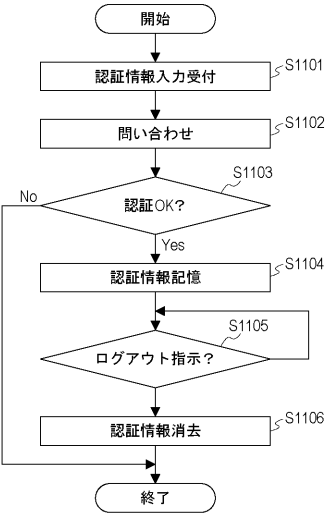 開始
認証情報入力受付
S1101
問い合わせ
S1102
認証OK？
S1103
No
Yes
認証情報記憶
S1104
ログアウト指示？
S1105
認証情報消去
S1106
終了